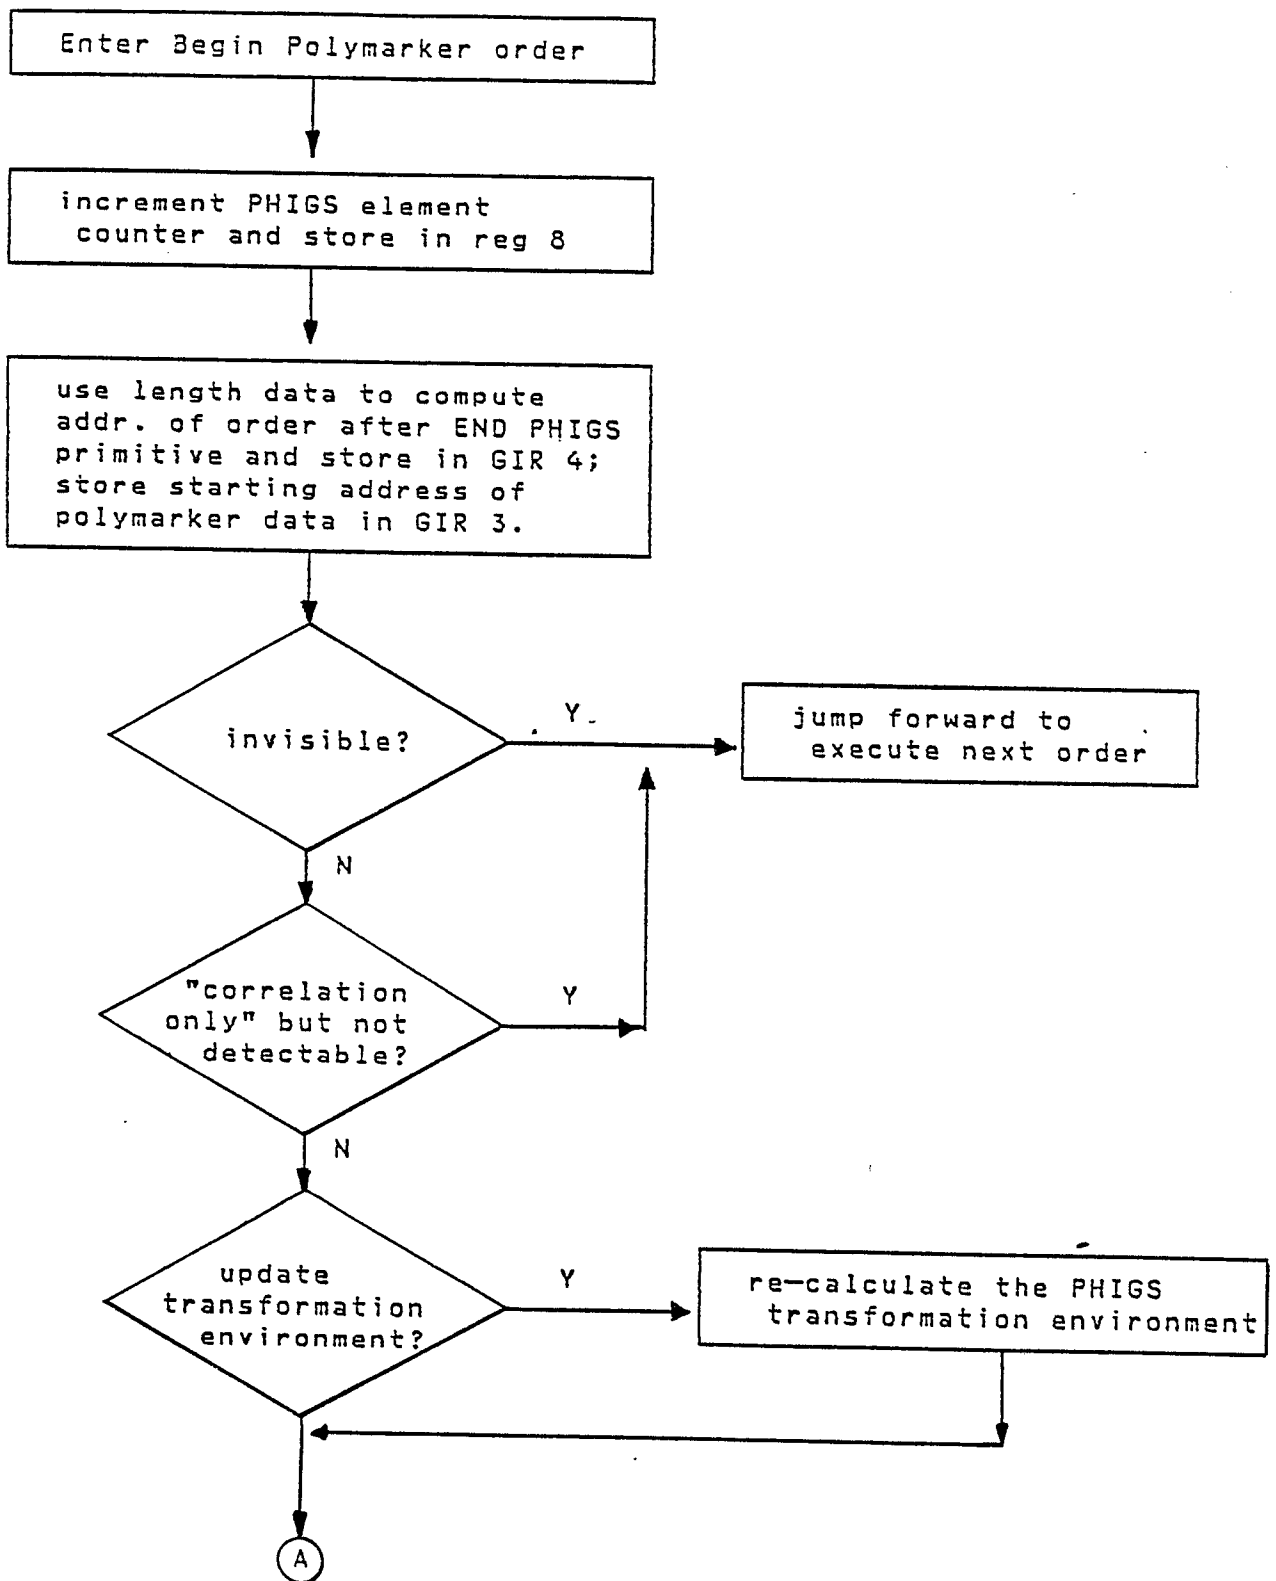 Enter Begin Polymarker order
increment PHIGS element
counter and store in reg 8
use length data to compute
addr. of order after END PHIGS
primitive and store in GIR 4;
store starting address of
polymarker data in GIR 3.
invisible?
Y
jump forward to
execute next order
N
"correlation
only" but not
detectable?
Y
N
update
transformation
environment?
Y
re-calculate the PHIGS
transformation environment
A